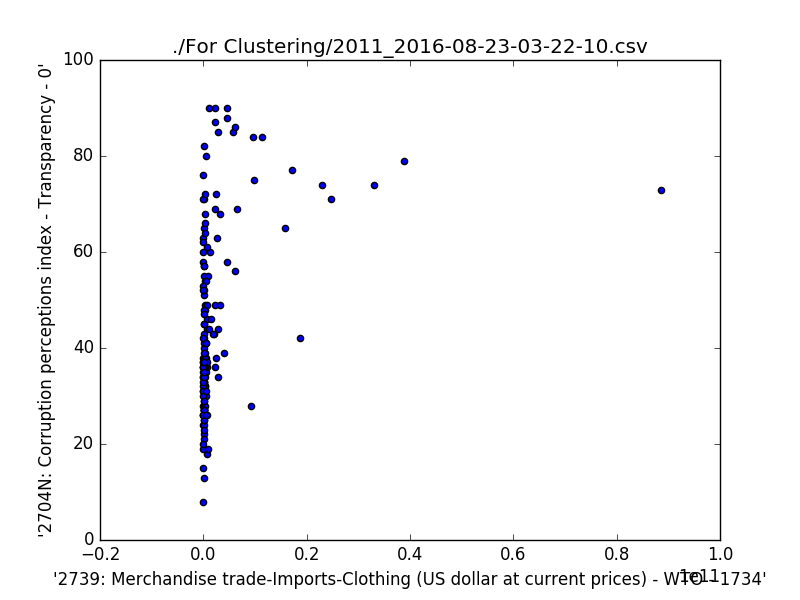 ./For Clustering/2011_2016-08-23-03-22-10.csv
100
80
60
40
20
0
'2704N: Corruption perceptions index - Transparency - 0'
−0.2 0.0 0.2 0.4 0.6 0.8 1.0
1e11
'2739: Merchandise trade-Imports-Clothing (US dollar at current prices) - WTO - 1734'